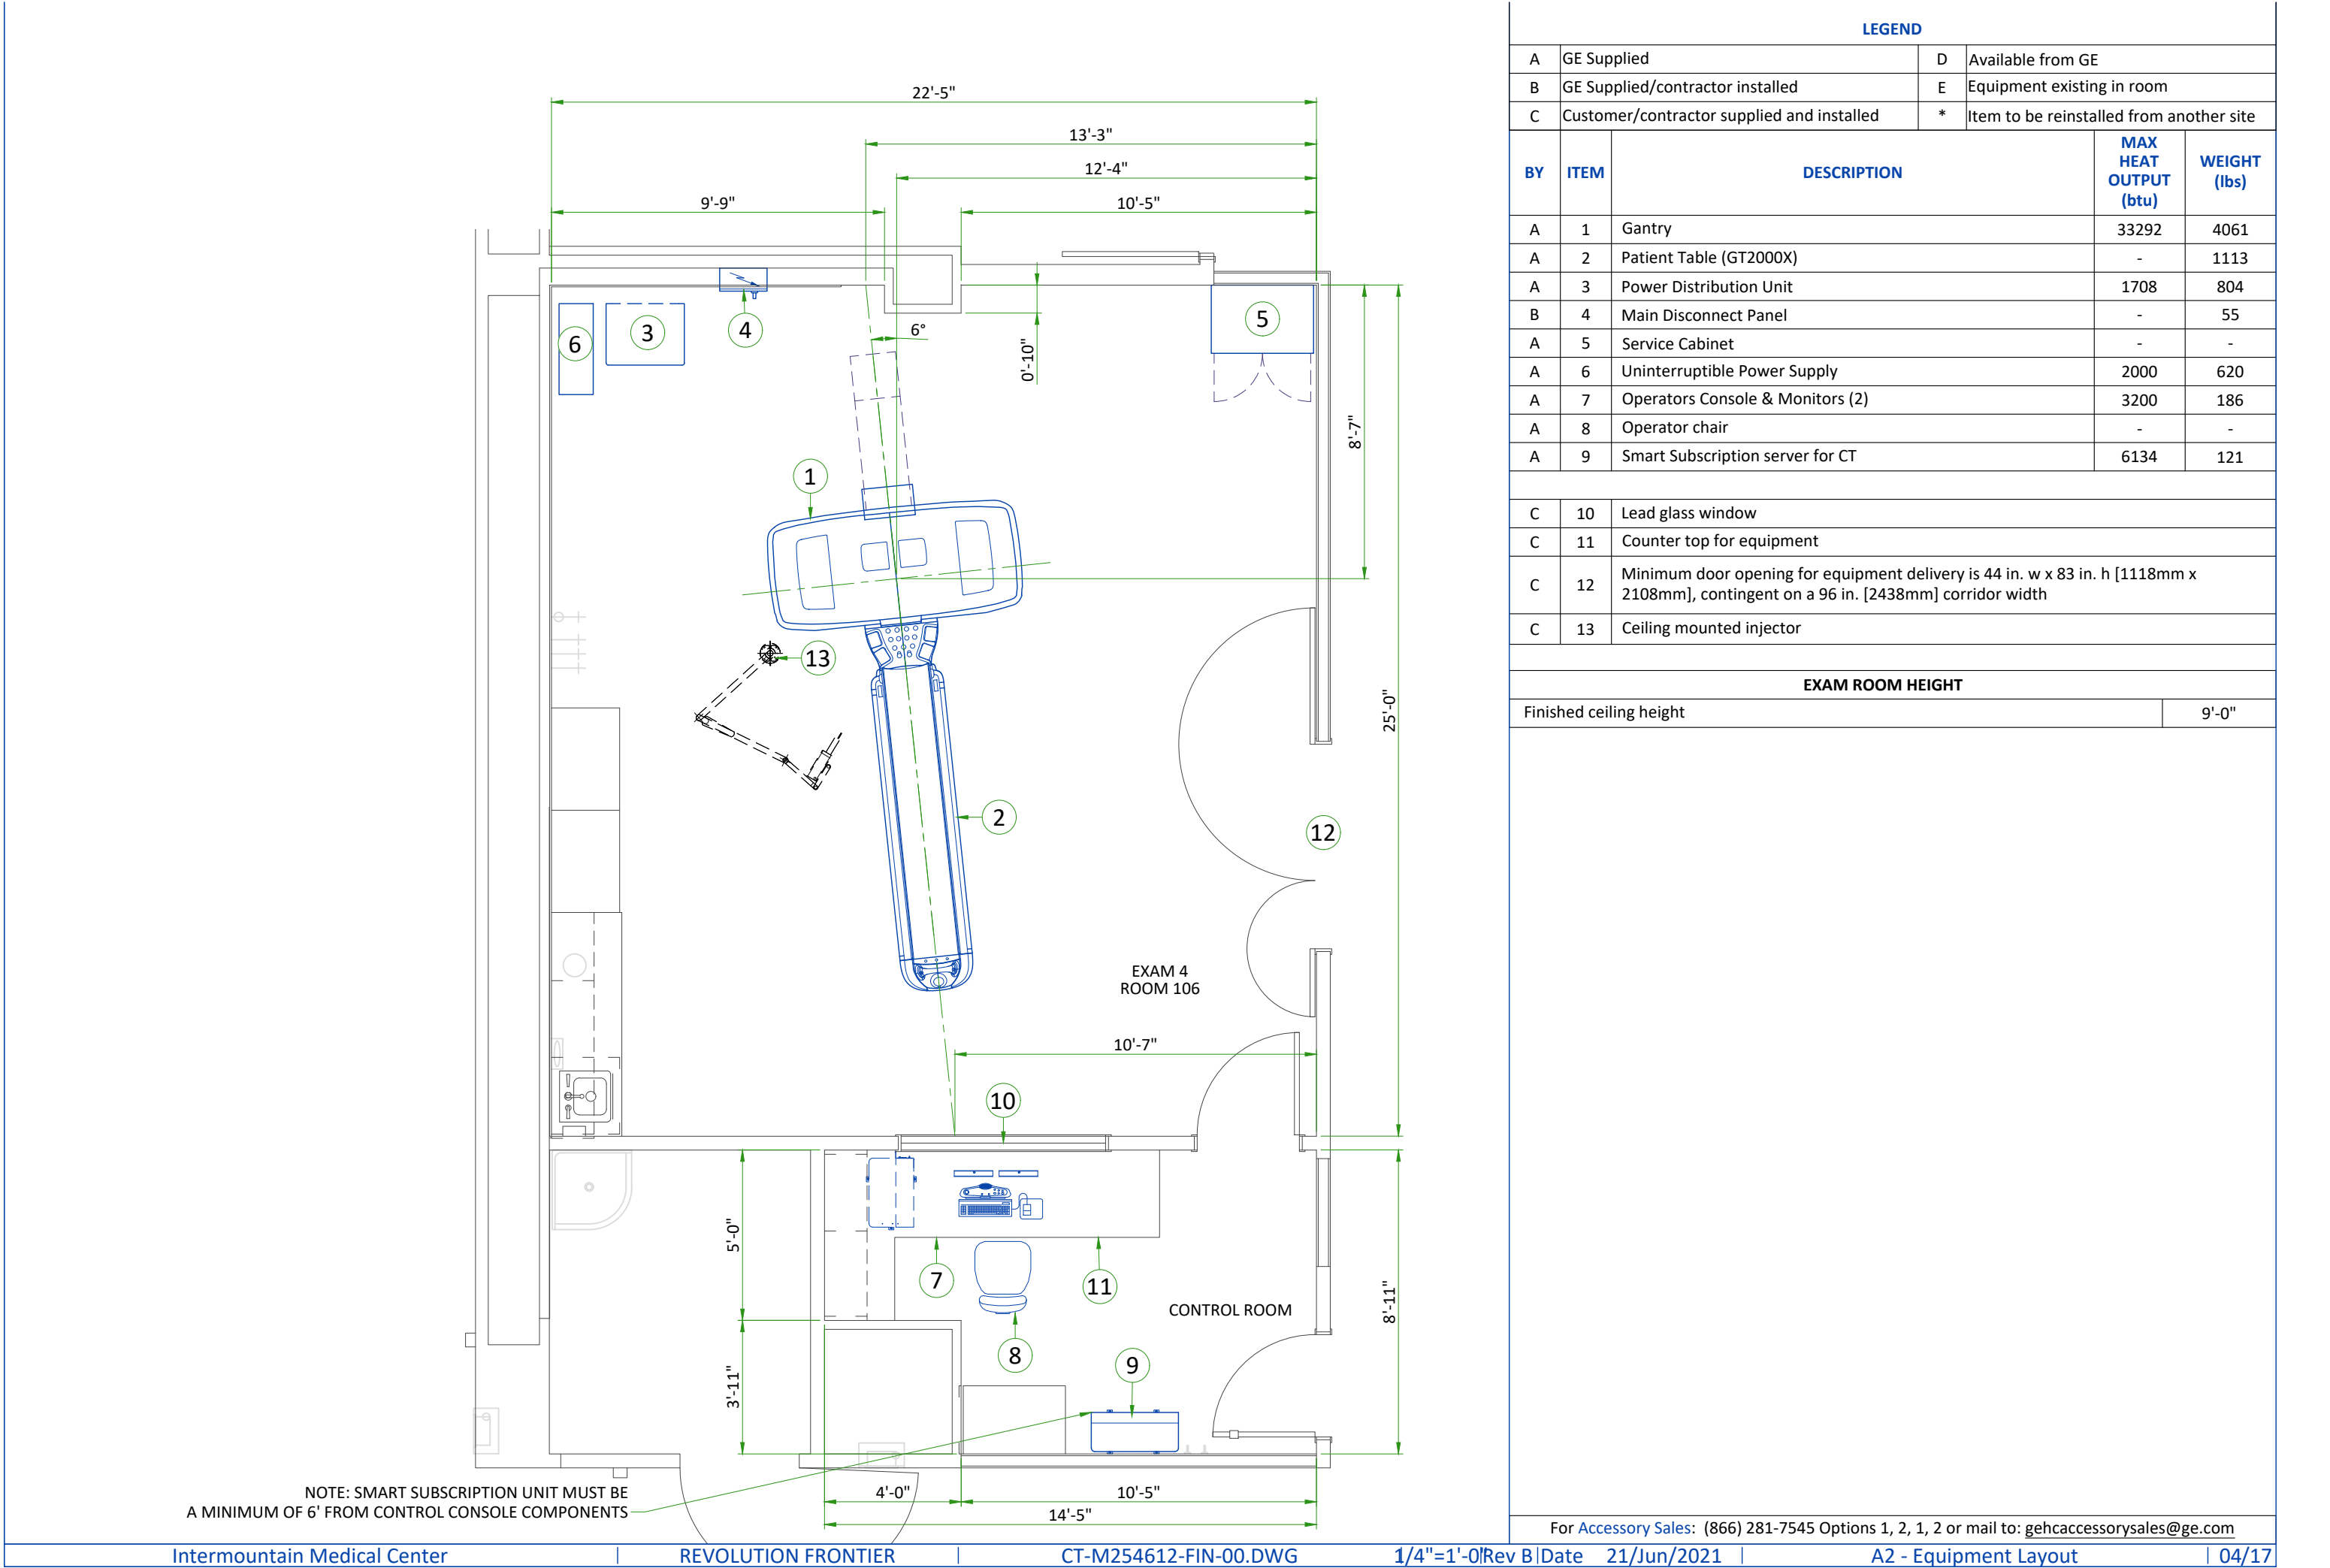 22'-5"
13'-3"
12'-4"
9'-9"
10'-5"
6°
0'-10"
8'-7"
25'-0"
1
2
3
4
5
6
13
12
EXAM 4
ROOM 106
10'-7"
10
5'-0"
3'-11"
7
11
8
9
CONTROL ROOM
8'-11"
4'-0"
10'-5"
14'-5"
NOTE: SMART SUBSCRIPTION UNIT MUST BE
A MINIMUM OF 6' FROM CONTROL CONSOLE COMPONENTS
LEGEND
A GE Supplied D Available from GE
B GE Supplied/contractor installed E Equipment existing in room
C Customer/contractor supplied and installed * Item to be reinstalled from another site
BY ITEM DESCRIPTION MAX HEAT OUTPUT (btu) WEIGHT (lbs)
A 1 Gantry 33292 4061
A 2 Patient Table (GT2000X) - 1113
A 3 Power Distribution Unit 1708 804
B 4 Main Disconnect Panel - 55
A 5 Service Cabinet - -
A 6 Uninterruptible Power Supply 2000 620
A 7 Operators Console & Monitors (2) 3200 186
A 8 Operator chair - -
A 9 Smart Subscription server for CT 6134 121
C 10 Lead glass window
C 11 Counter top for equipment
C 12 Minimum door opening for equipment delivery is 44 in. w x 83 in. h [1118mm x
2108mm], contingent on a 96 in. [2438mm] corridor width
C 13 Ceiling mounted injector
EXAM ROOM HEIGHT
Finished ceiling height 9'-0"
For Accessory Sales: (866) 281-7545 Options 1, 2, 1, 2 or mail to: gehcaccessorysales@ge.com
Intermountain Medical Center | REVOLUTION FRONTIER | CT-M254612-FIN-00.DWG 1/4"=1'-0" Rev B | Date 21/Jun/2021 | A2 - Equipment Layout | 04/17